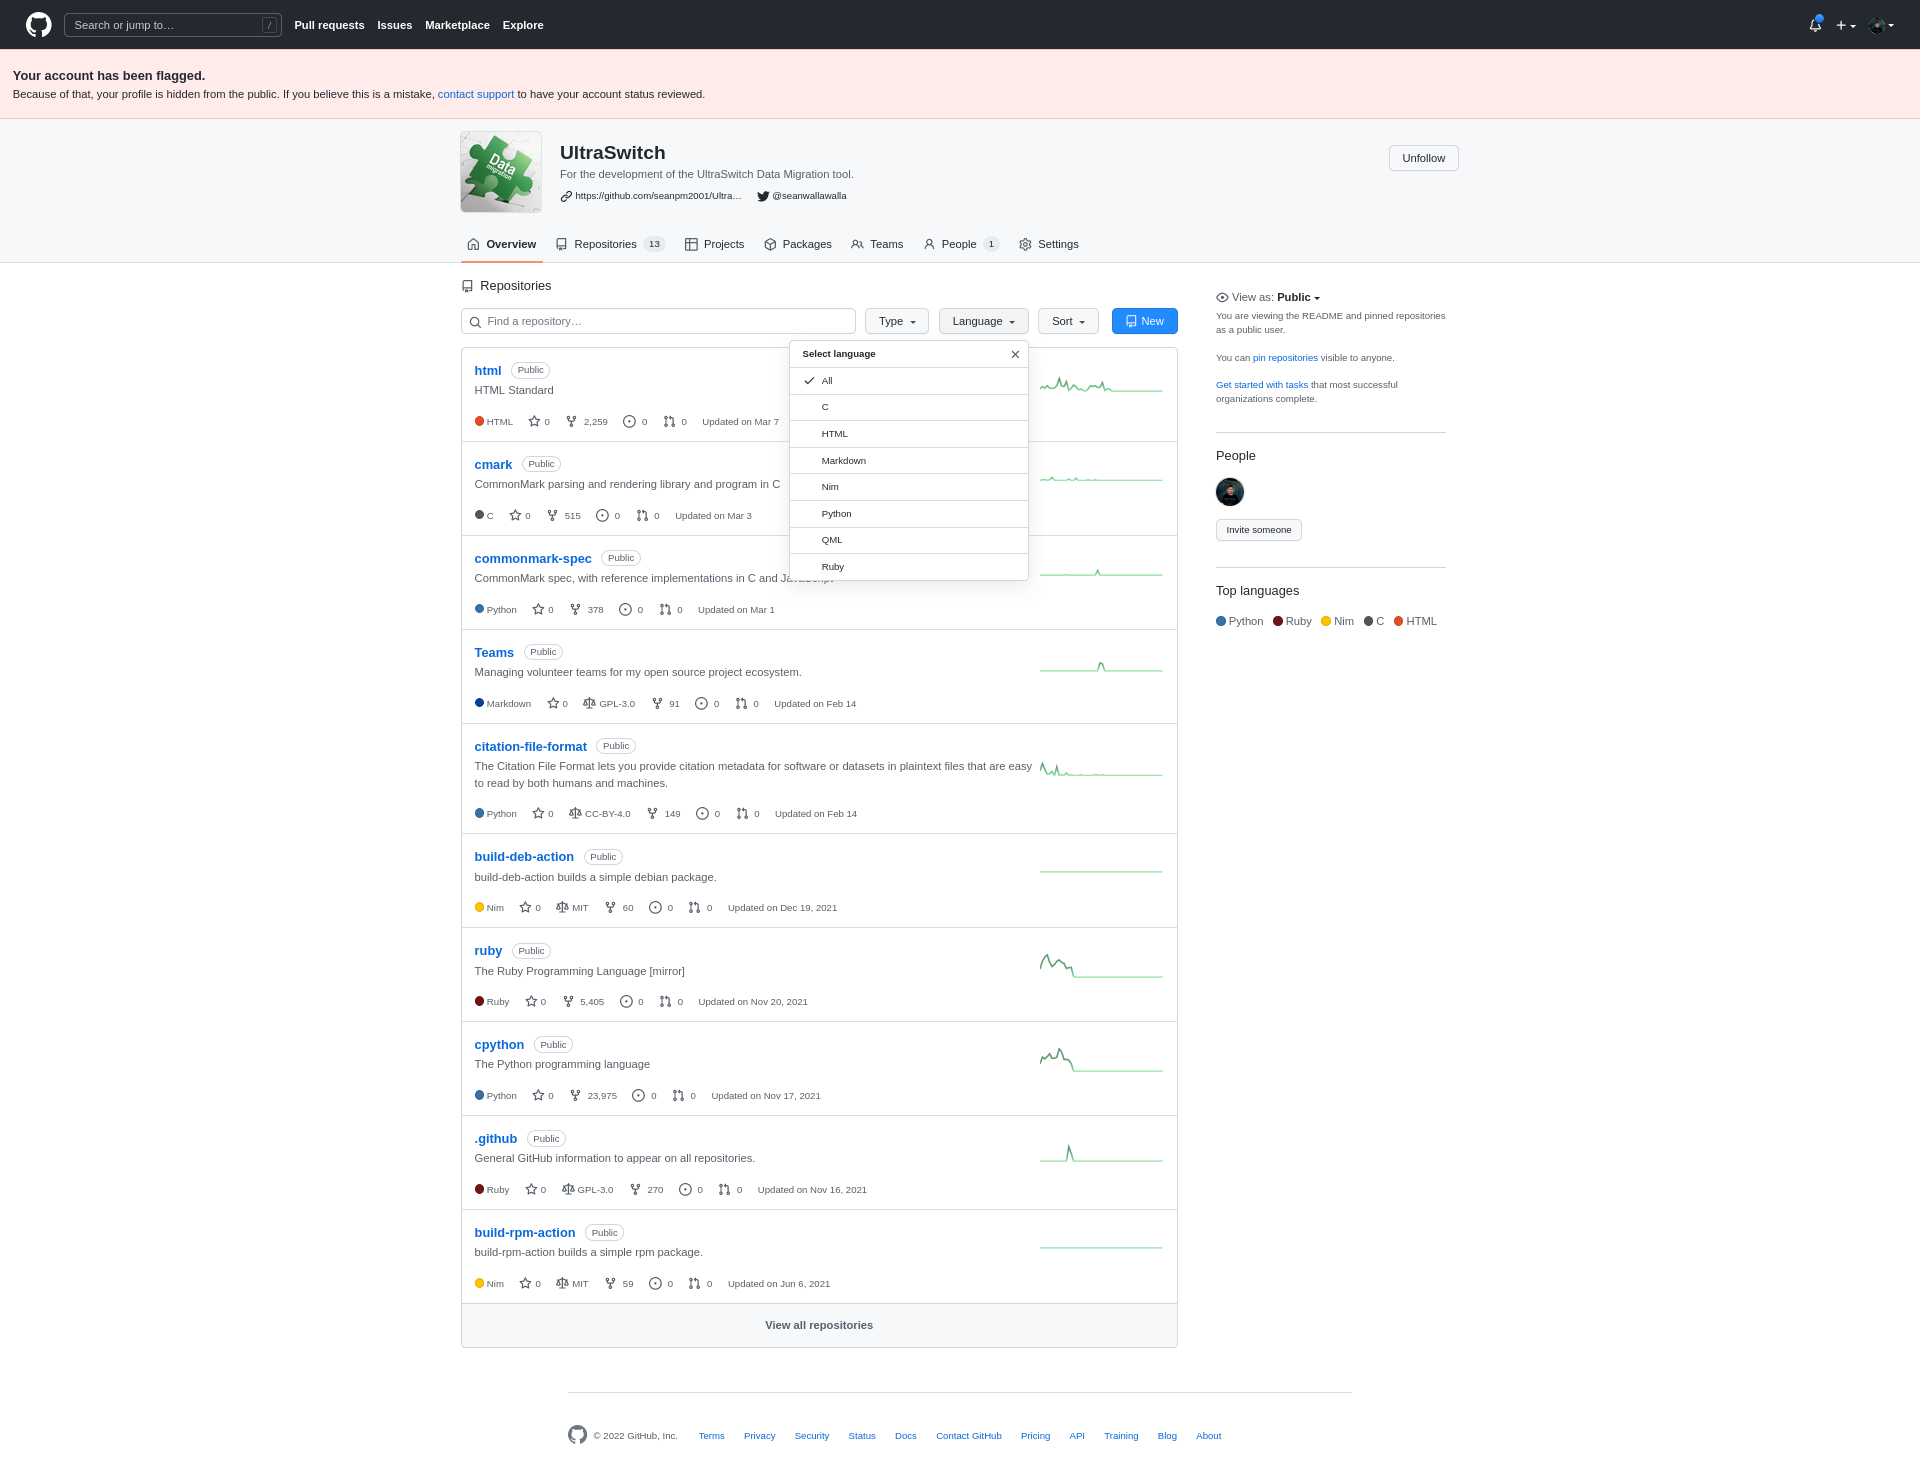 Search or jump to…
/
Pull requests Issues Marketplace Explore
Your account has been flagged.
Because of that, your profile is hidden from the public. If you believe this is a mistake, contact support to have your account status reviewed.
Data
migration
UltraSwitch
Unfollow
For the development of the UltraSwitch Data Migration tool.
https://github.com/seanpm2001/Ultra… @seanwallawalla
Overview Repositories 13 Projects Packages Teams People 1 Settings
Repositories
Find a repository… Type Language Sort New
Select language
All
C
HTML
Markdown
Nim
Python
QML
Ruby
html Public
HTML Standard
HTML 0 2,259 0 0 Updated on Mar 7
cmark Public
CommonMark parsing and rendering library and program in C
C 0 515 0 0 Updated on Mar 3
commonmark-spec Public
CommonMark spec, with reference implementations in C and JavaScript
Python 0 378 0 0 Updated on Mar 1
Teams Public
Managing volunteer teams for my open source project ecosystem.
Markdown 0 GPL-3.0 91 0 0 Updated on Feb 14
citation-file-format Public
The Citation File Format lets you provide citation metadata for software or datasets in plaintext files that are easy
to read by both humans and machines.
Python 0 CC-BY-4.0 149 0 0 Updated on Feb 14
build-deb-action Public
build-deb-action builds a simple debian package.
Nim 0 MIT 60 0 0 Updated on Dec 19, 2021
ruby Public
The Ruby Programming Language [mirror]
Ruby 0 5,405 0 0 Updated on Nov 20, 2021
cpython Public
The Python programming language
Python 0 23,975 0 0 Updated on Nov 17, 2021
.github Public
General GitHub information to appear on all repositories.
Ruby 0 GPL-3.0 270 0 0 Updated on Nov 16, 2021
build-rpm-action Public
build-rpm-action builds a simple rpm package.
Nim 0 MIT 59 0 0 Updated on Jun 6, 2021
View all repositories
View as: Public
You are viewing the README and pinned repositories
as a public user.
You can pin repositories visible to anyone.
Get started with tasks that most successful
organizations complete.
People
Invite someone
Top languages
Python Ruby Nim C HTML
© 2022 GitHub, Inc. Terms Privacy Security Status Docs Contact GitHub Pricing API Training Blog About